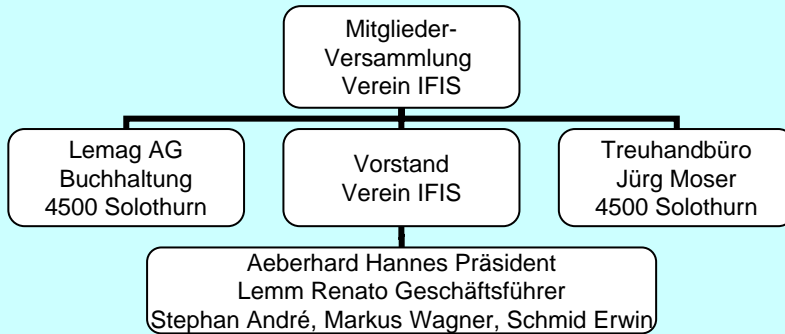 Mitglieder-
Versammlung
Verein IFIS
Lemag AG
Buchhaltung
4500 Solothurn
Vorstand
Verein IFIS
Treuhandbüro
Jürg Moser
4500 Solothurn
Aeberhard Hannes Präsident
Lemm Renato Geschäftsführer
Stephan André, Markus Wagner, Schmid Erwin